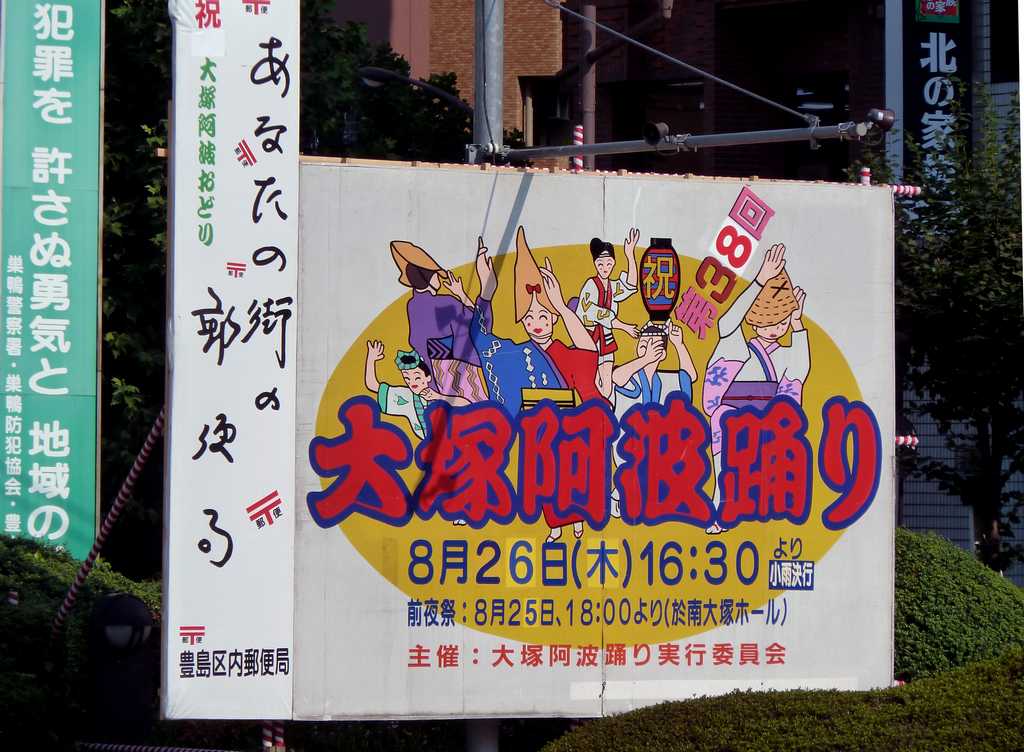 犯罪を 許さぬ勇気と 地域の
巣鴨警察署・巣鴨防犯協会・豊
祝
郵便
大塚阿波おどり
あなたの街の
郵便局
豊島区内郵便局
第38回
祝
大塚阿波踊り
8月26日(木)16:30より
小雨決行
前夜祭：8月25日、18:00より(於南大塚ホール)
主催：大塚阿波踊り実行委員会
の家
北の家